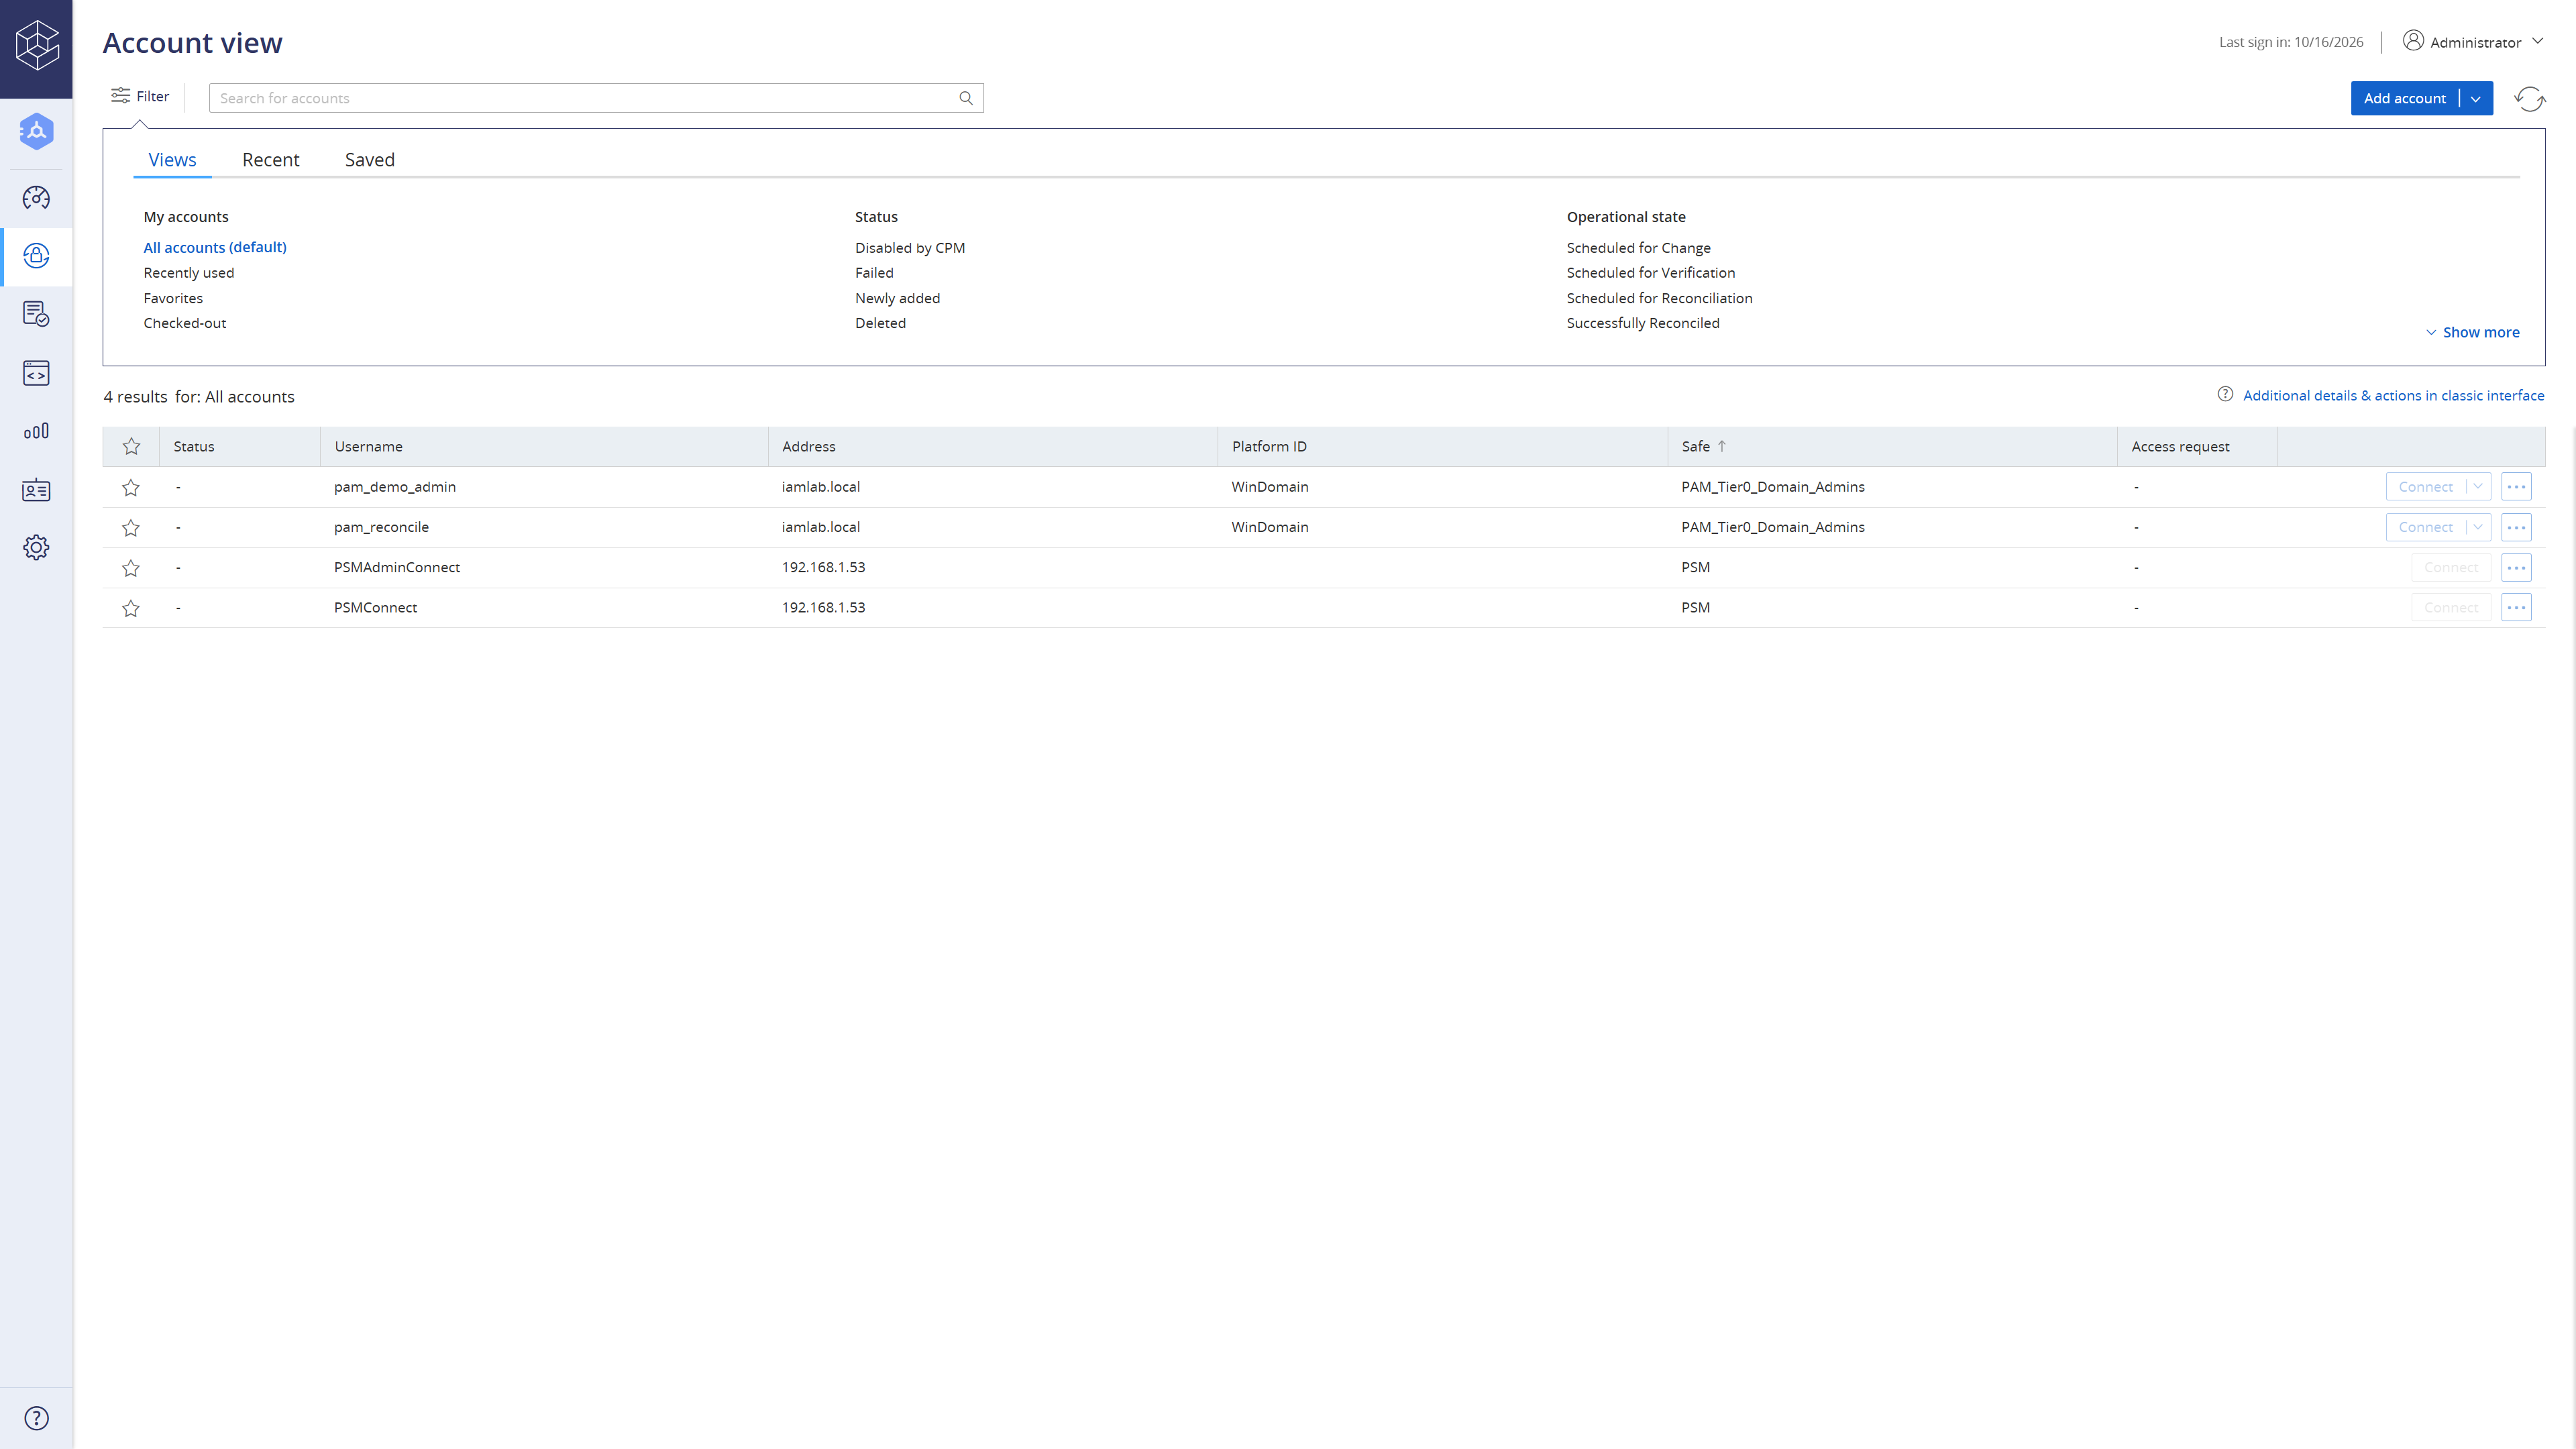 Account view
Last sign in: 10/16/2026
Administrator
Filter
Search for accounts
Add account
Views Recent Saved
My accounts Status Operational state
All accounts (default) Disabled by CPM Scheduled for Change
Recently used Failed Scheduled for Verification
Favorites Newly added Scheduled for Reconciliation
Checked-out Deleted Successfully Reconciled
Show more
4 results for: All accounts
Additional details & actions in classic interface
Status Username Address Platform ID Safe ↑ Access request
- pam_demo_admin iamlab.local WinDomain PAM_Tier0_Domain_Admins - Connect
- pam_reconcile iamlab.local WinDomain PAM_Tier0_Domain_Admins - Connect
- PSMAdminConnect 192.168.1.53 PSM - Connect
- PSMConnect 192.168.1.53 PSM - Connect